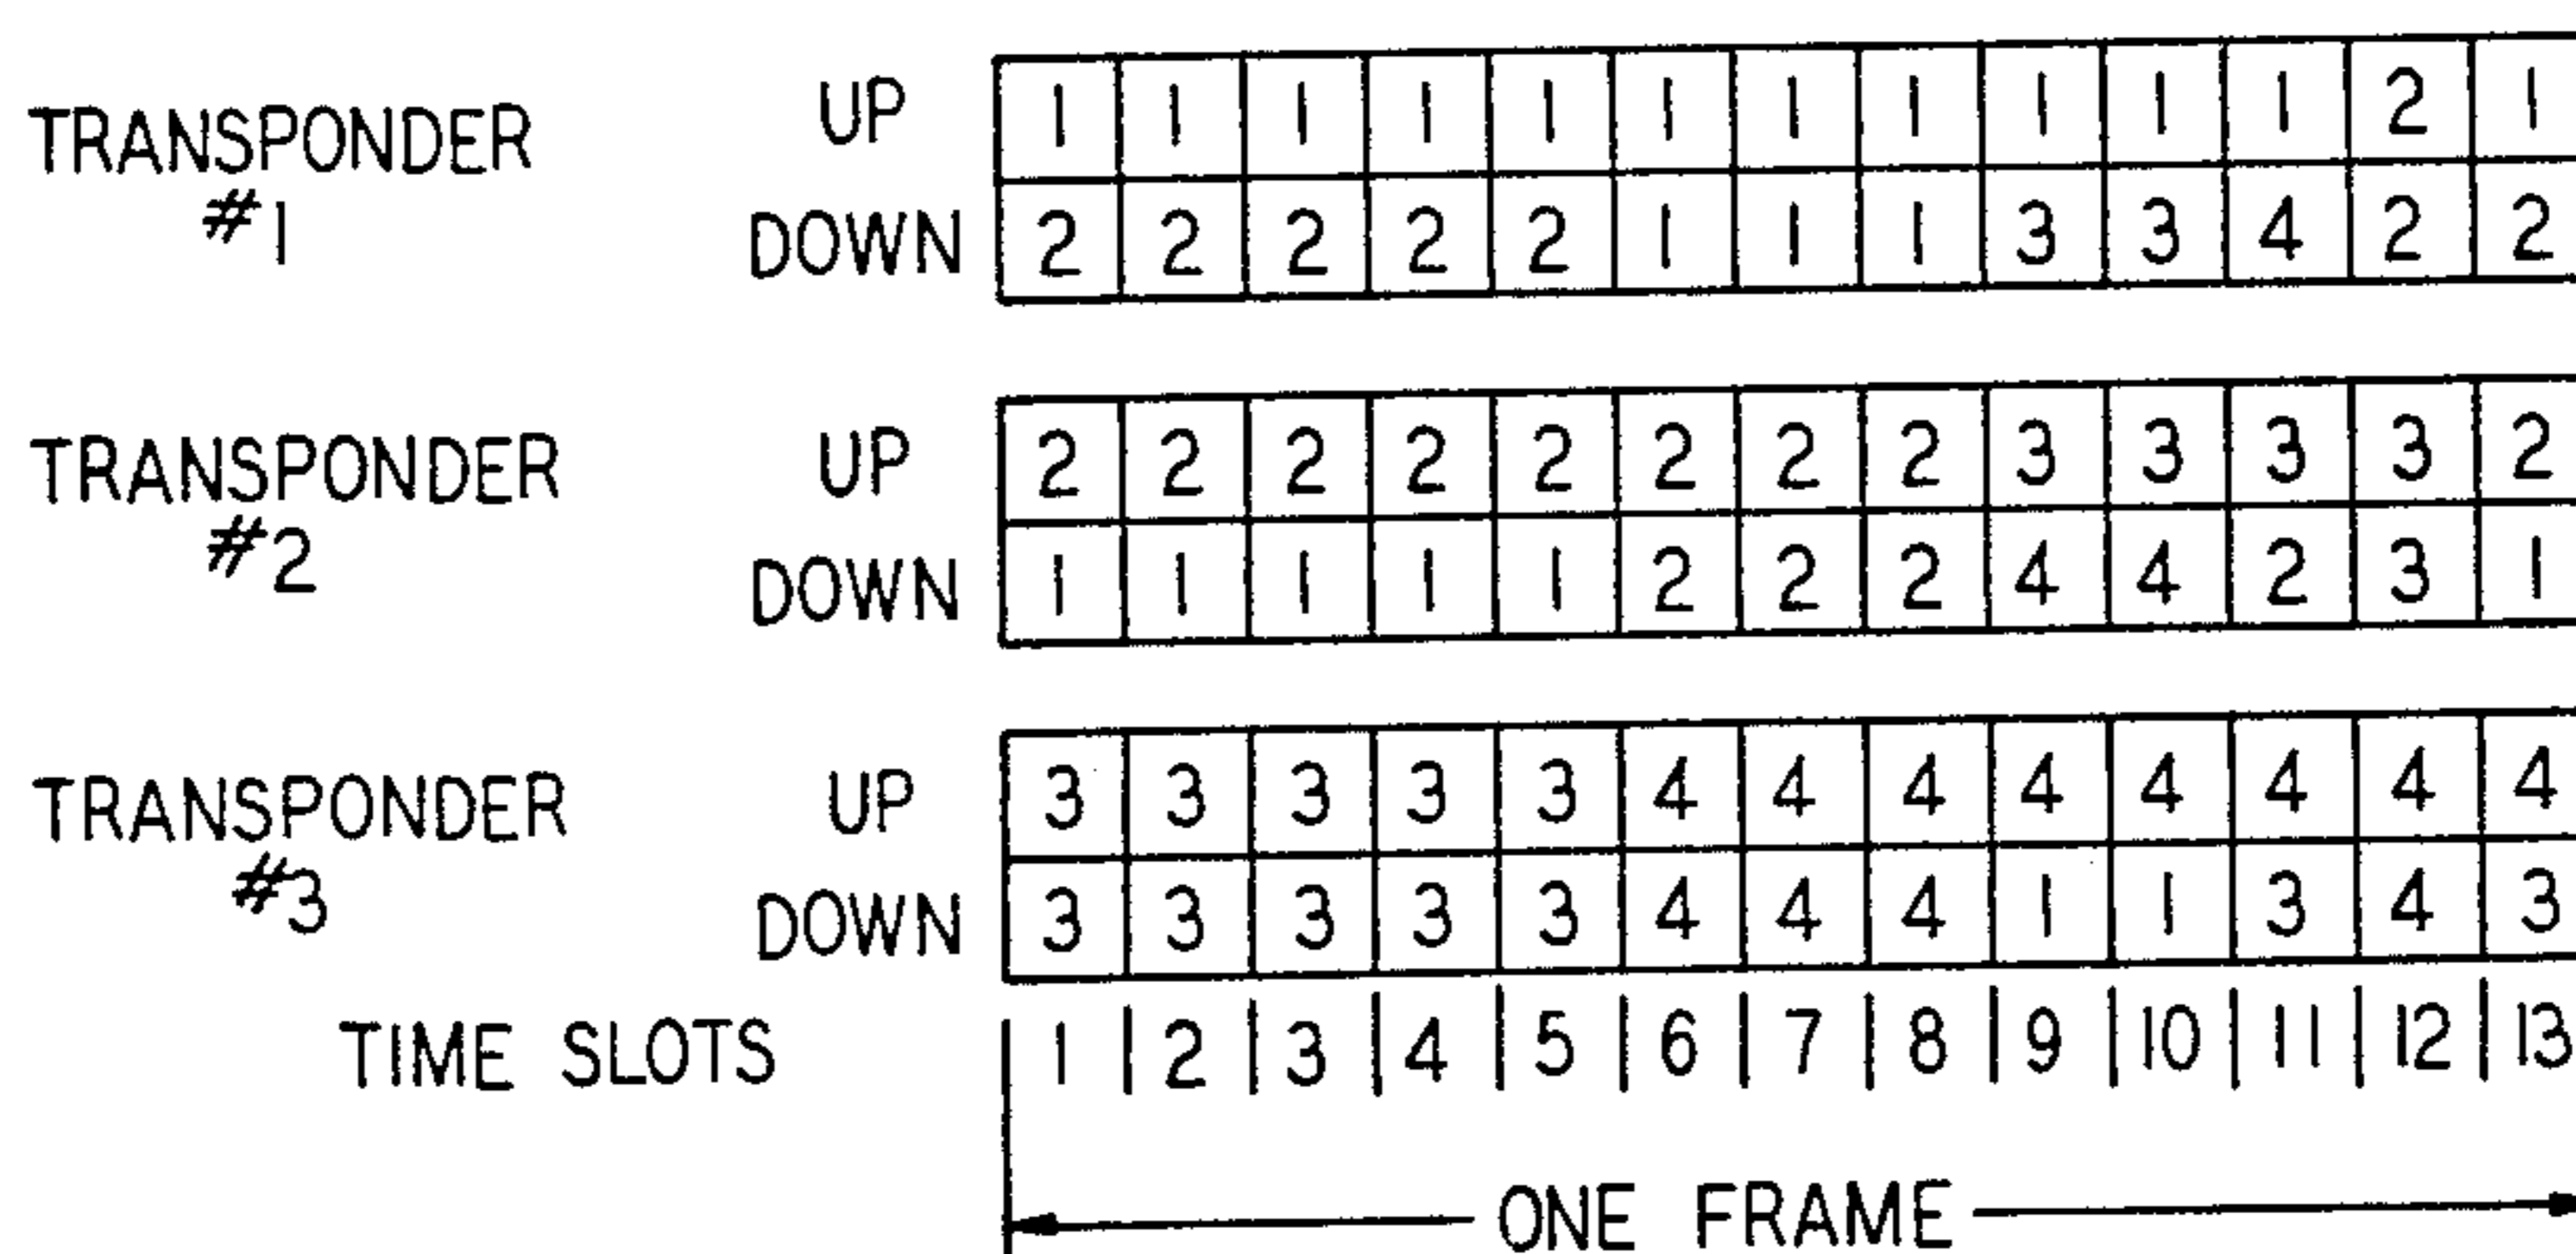 TRANSPONDER #1 UP 1 1 1 1 1 1 1 1 1 1 1 2 1
DOWN 2 2 2 2 2 1 1 1 3 3 4 2 2
TRANSPONDER #2 UP 2 2 2 2 2 2 2 2 3 3 3 3 2
DOWN 1 1 1 1 1 2 2 2 4 4 2 3 1
TRANSPONDER #3 UP 3 3 3 3 3 4 4 4 4 4 4 4 4
DOWN 3 3 3 3 3 4 4 4 1 1 3 4 3
TIME SLOTS 1 2 3 4 5 6 7 8 9 10 11 12 13
ONE FRAME